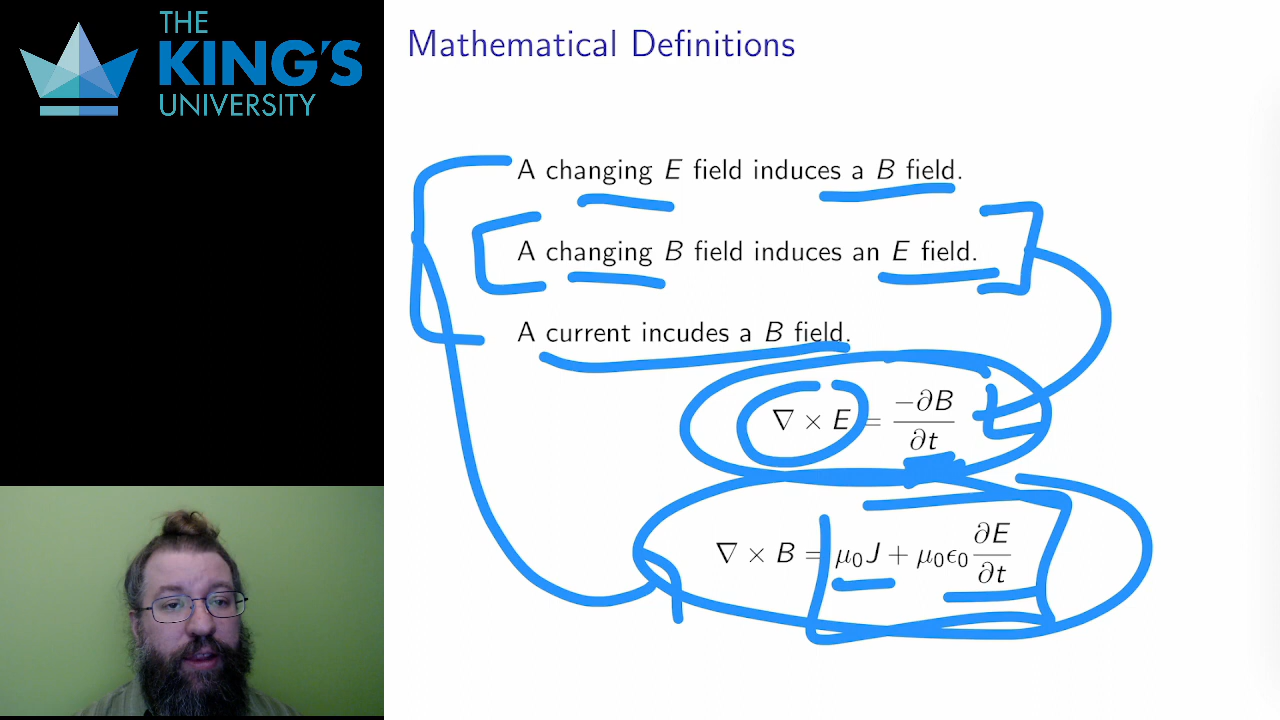 THE
KING'S
UNIVERSITY
Mathematical Definitions
A changing E field induces a B field.
A changing B field induces an E field.
A current incudes a B field.
∇ × E = −∂B/∂t
∇ × B = μ₀J + μ₀ϵ₀ ∂E/∂t